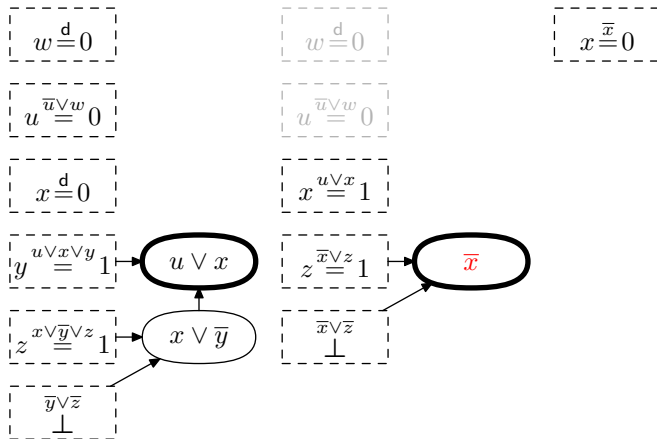 w =ᵈ 0
u =^{u̅∨w} 0
x =ᵈ 0
y =^{u∨x∨y} 1
u ∨ x
z =^{x∨y̅∨z} 1
x ∨ y̅
y̅∨z̅
⊥
w =ᵈ 0
u =^{u̅∨w} 0
x =^{u∨x} 1
z =^{x̅∨z} 1
x̅
x̅∨z̅
⊥
x =^{x̅} 0